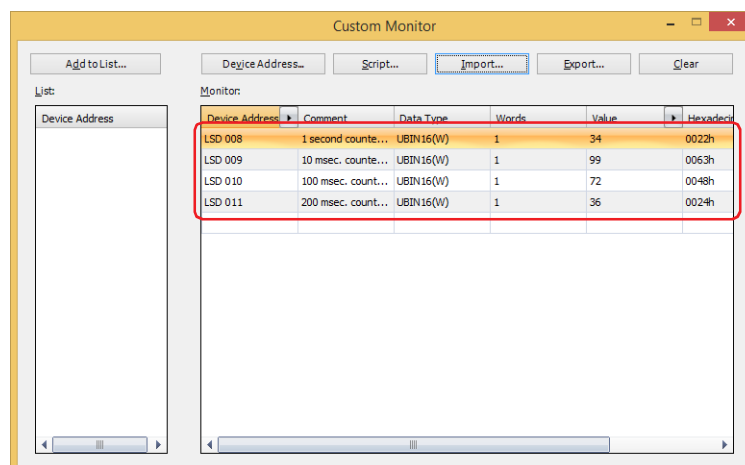 Custom Monitor
Add to List... Device Address... Script... Import... Export... Clear
List: Monitor:
Device Address Device Address Comment Data Type Words Value Hexadecin
LSD 008 1 second counte... UBIN16(W) 1 34 0022h
LSD 009 10 msec. counte... UBIN16(W) 1 99 0063h
LSD 010 100 msec. count... UBIN16(W) 1 72 0048h
LSD 011 200 msec. count... UBIN16(W) 1 36 0024h